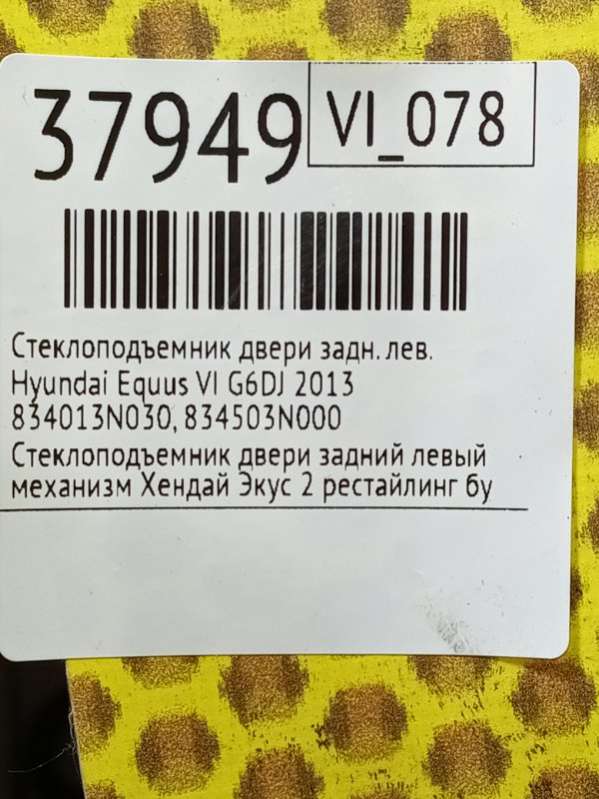 37949
VI_078
Стеклоподъемник двери задн. лев.
Hyundai Equus VI G6DJ 2013
834013N030, 834503N000
Стеклоподъемник двери задний левый
механизм Хендай Экус 2 рестайлинг бу